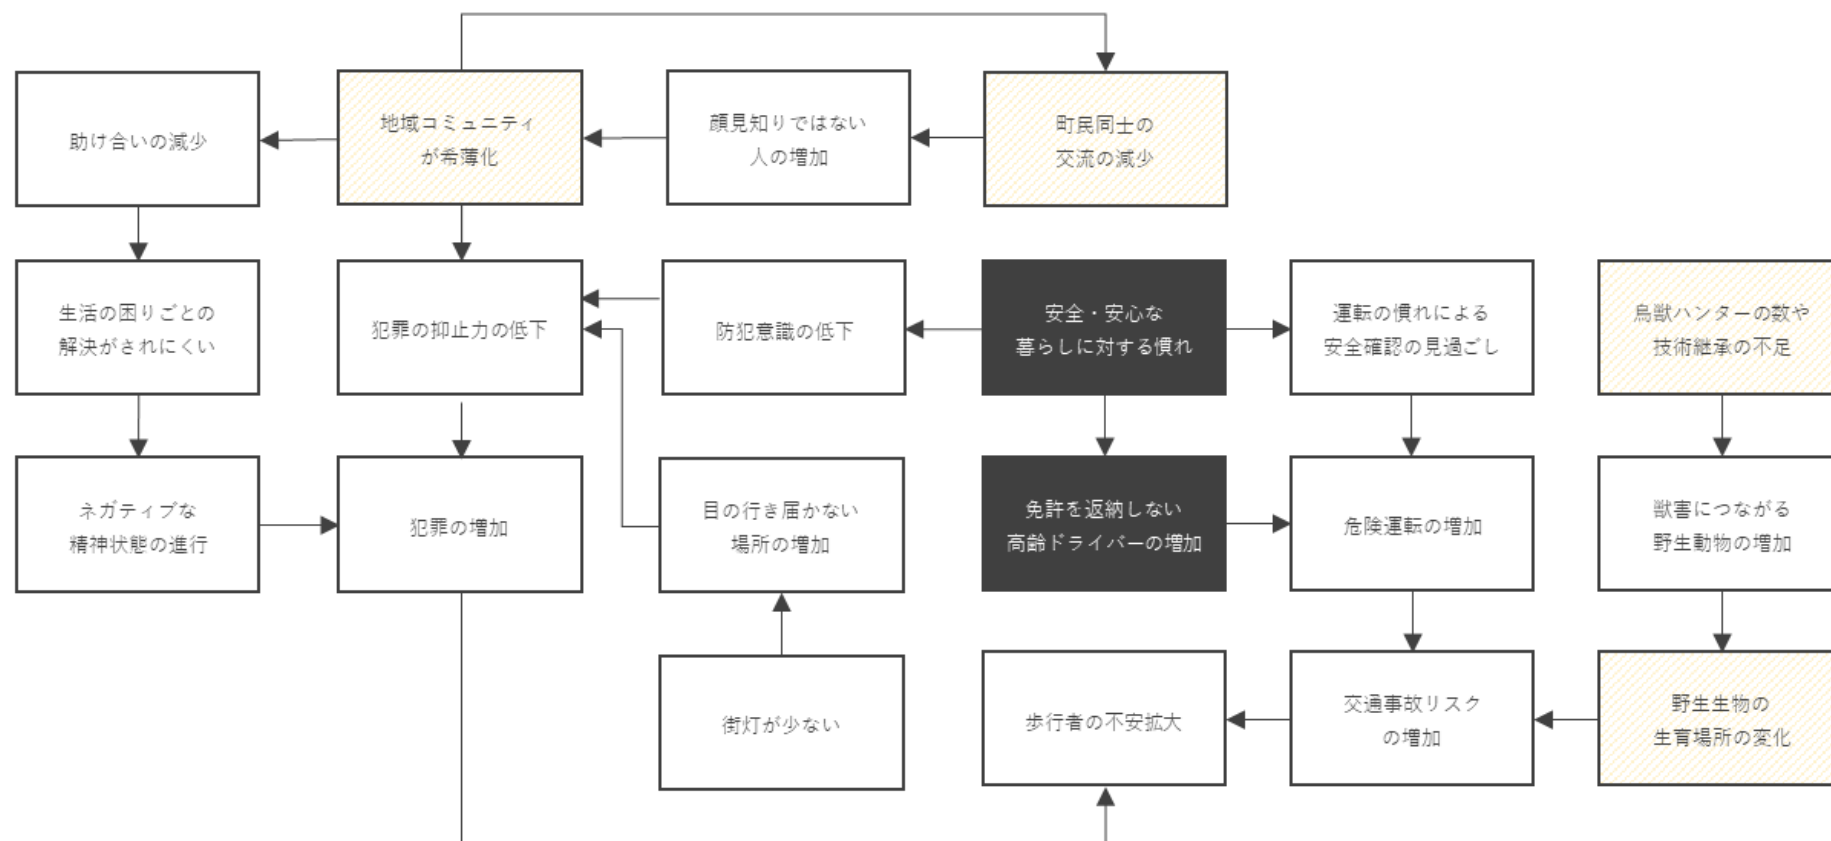 助け合いの減少
地域コミュニティ
が希薄化
顔見知りではない
人の増加
町民同士の
交流の減少
生活の困りごとの
解決がされにくい
犯罪の抑止力の低下
防犯意識の低下
安全・安心な
暮らしに対する慣れ
運転の慣れによる
安全確認の見過ごし
鳥獣ハンターの数や
技術継承の不足
ネガティブな
精神状態の進行
犯罪の増加
目の行き届かない
場所の増加
免許を返納しない
高齢ドライバーの増加
危険運転の増加
獣害につながる
野生動物の増加
街灯が少ない
歩行者の不安拡大
交通事故リスク
の増加
野生生物の
生育場所の変化